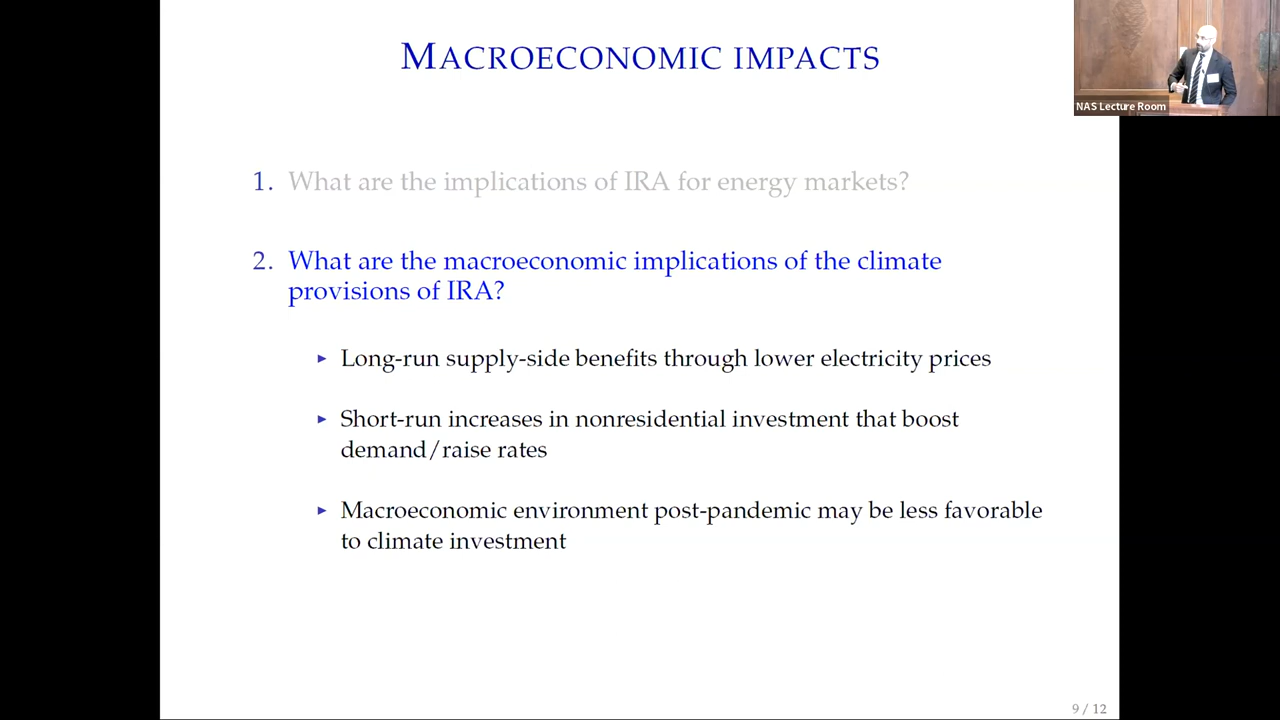 MACROECONOMIC IMPACTS
NAS Lecture Room
1. What are the implications of IRA for energy markets?
2. What are the macroeconomic implications of the climate
provisions of IRA?
► Long-run supply-side benefits through lower electricity prices
► Short-run increases in nonresidential investment that boost
demand/raise rates
► Macroeconomic environment post-pandemic may be less favorable
to climate investment
9 / 12